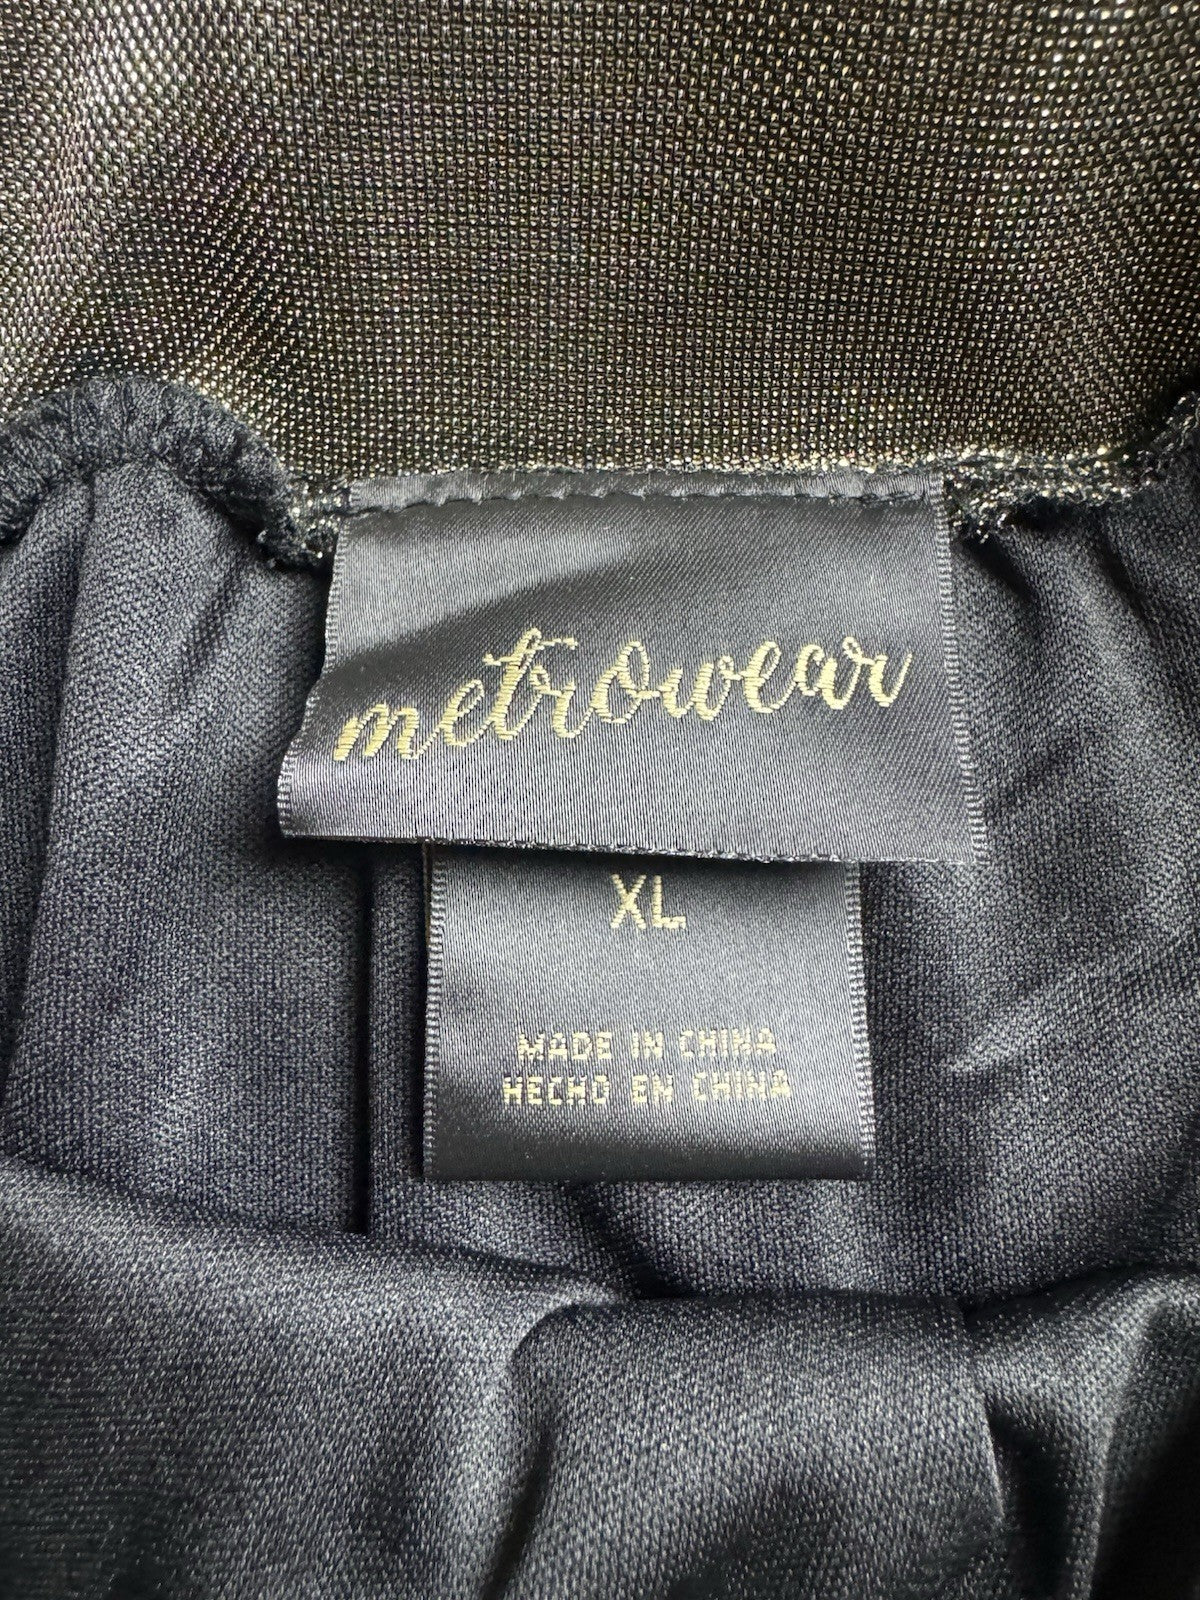 metrowear
XL
MADE IN CHINA
HECHO EN CHINA